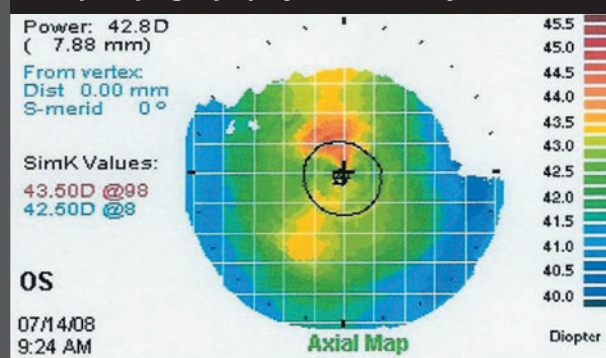 Power: 42.8D
( 7.88 mm)
From vertex:
Dist 0.00 mm
S-merid 0°
SimK Values:
43.50D @98
42.50D @8
OS
07/14/08
9:24 AM
Axial Map
45.5
45.0
44.5
44.0
43.5
43.0
42.5
42.0
41.5
41.0
40.5
40.0
Diopter